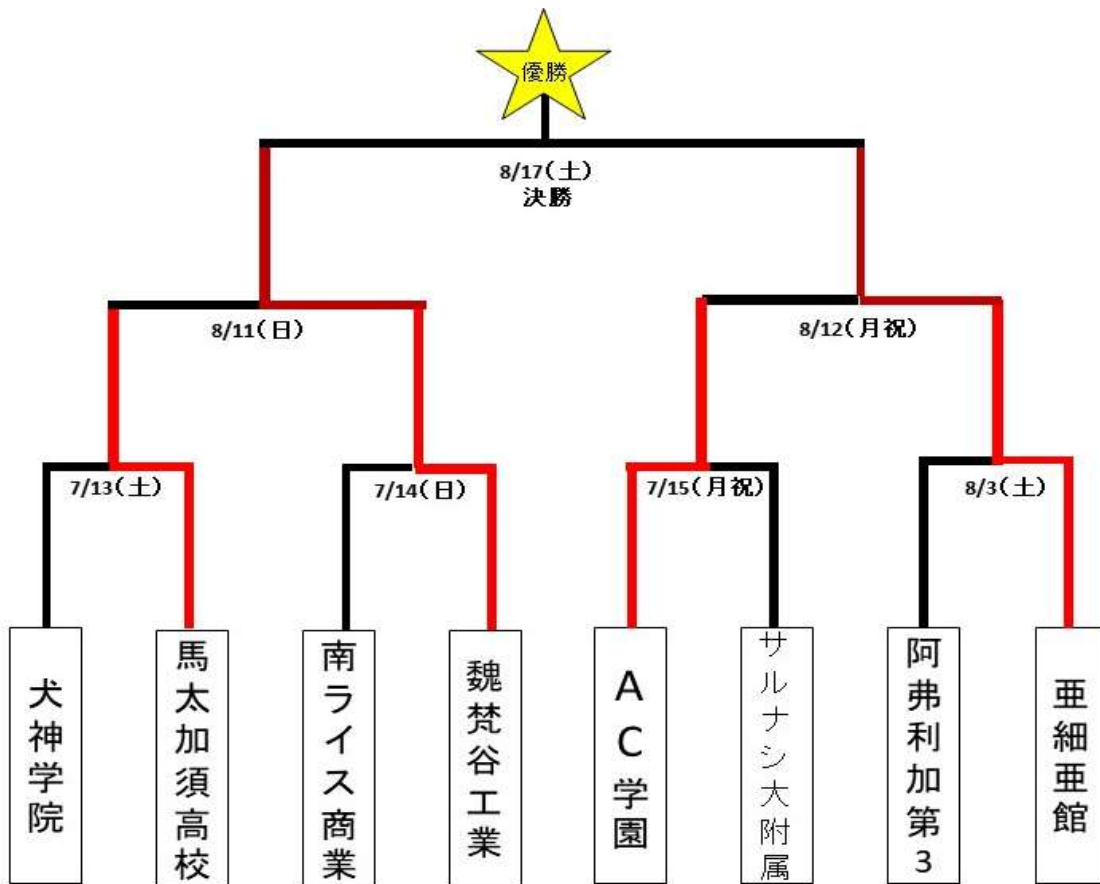 優勝
8/17(土)
決勝
8/11(日)
8/12(月祝)
7/13(土)
7/14(日)
7/15(月祝)
8/3(土)
犬神学院
馬太加須高校
南ライス商業
魏梵谷工業
AC学園
サルナシ大附属
阿弗利加第3
亜細亜館